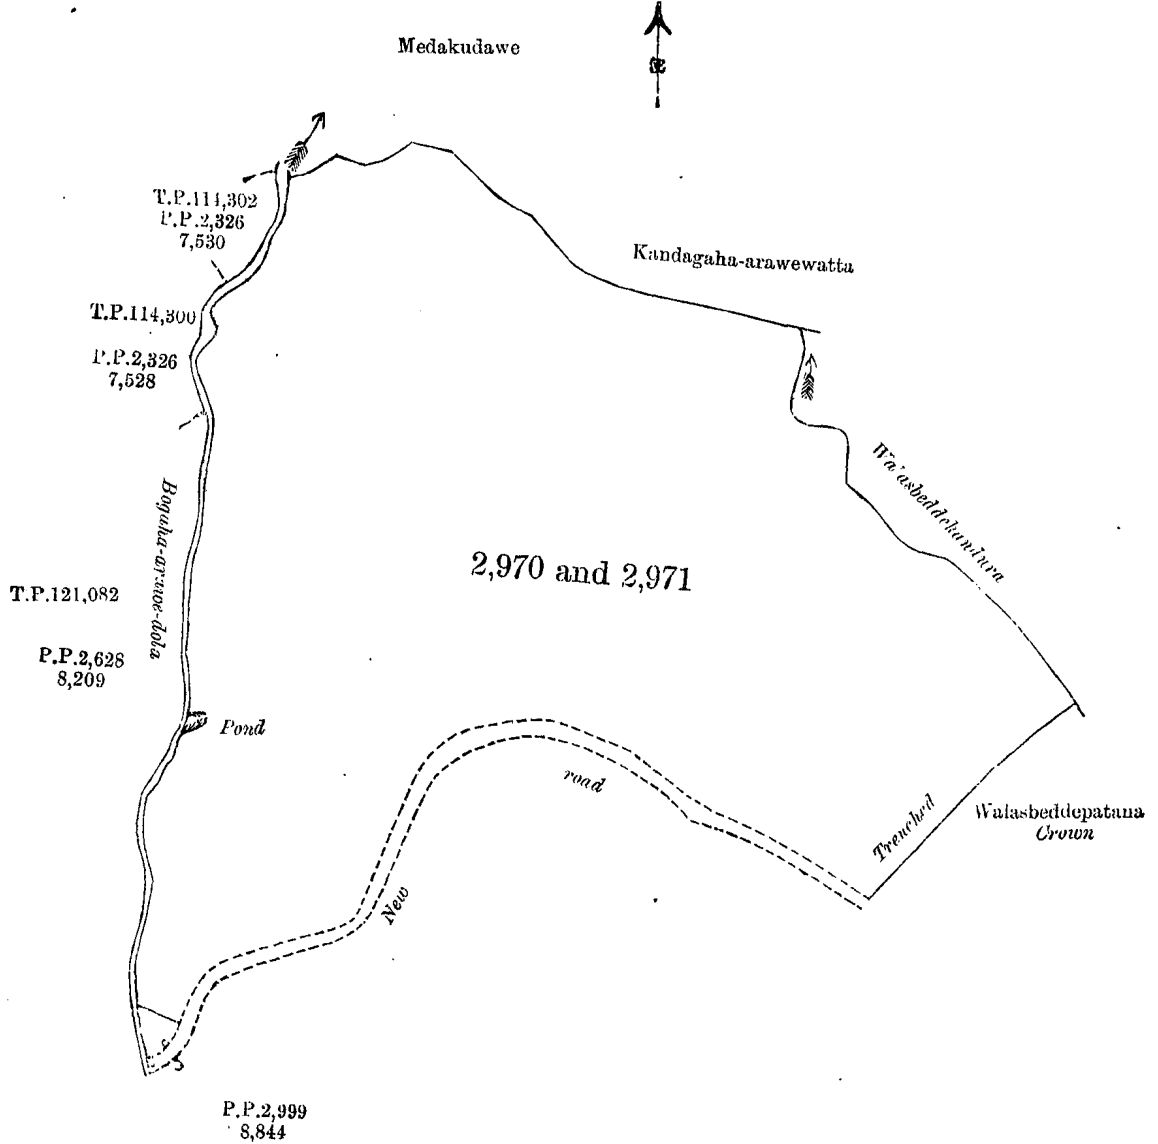 Medakudawe
T.P.114,302
P.P.2,326
7,530
Kandagaha-arawewatta
T.P.114,300
P.P.2,326
7,528
Walasbeddekandura
2,970 and 2,971
T.P.121,082
P.P.2,628
8,209
Pond
road
Trenched
Walasbeddepatana
Crown
New
P.P.2,999
8,844